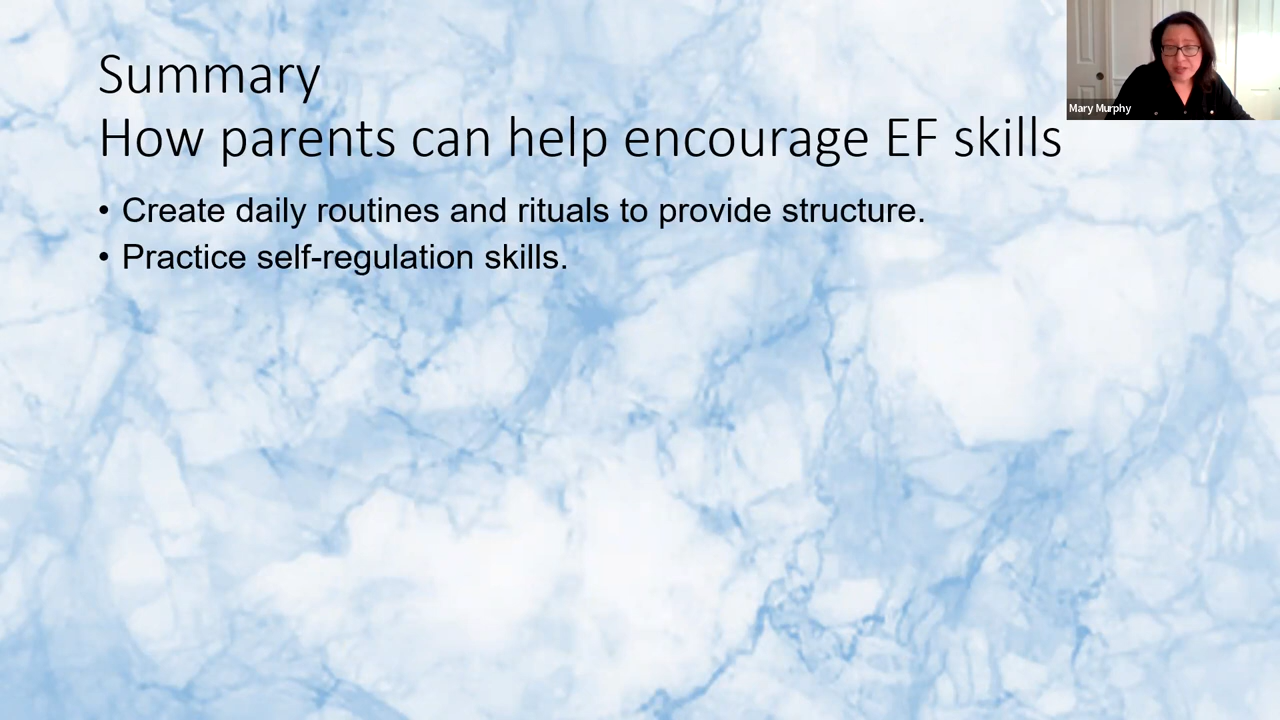 Summary
How parents can help encourage EF skills
• Create daily routines and rituals to provide structure.
• Practice self-regulation skills.
Mary Murphy